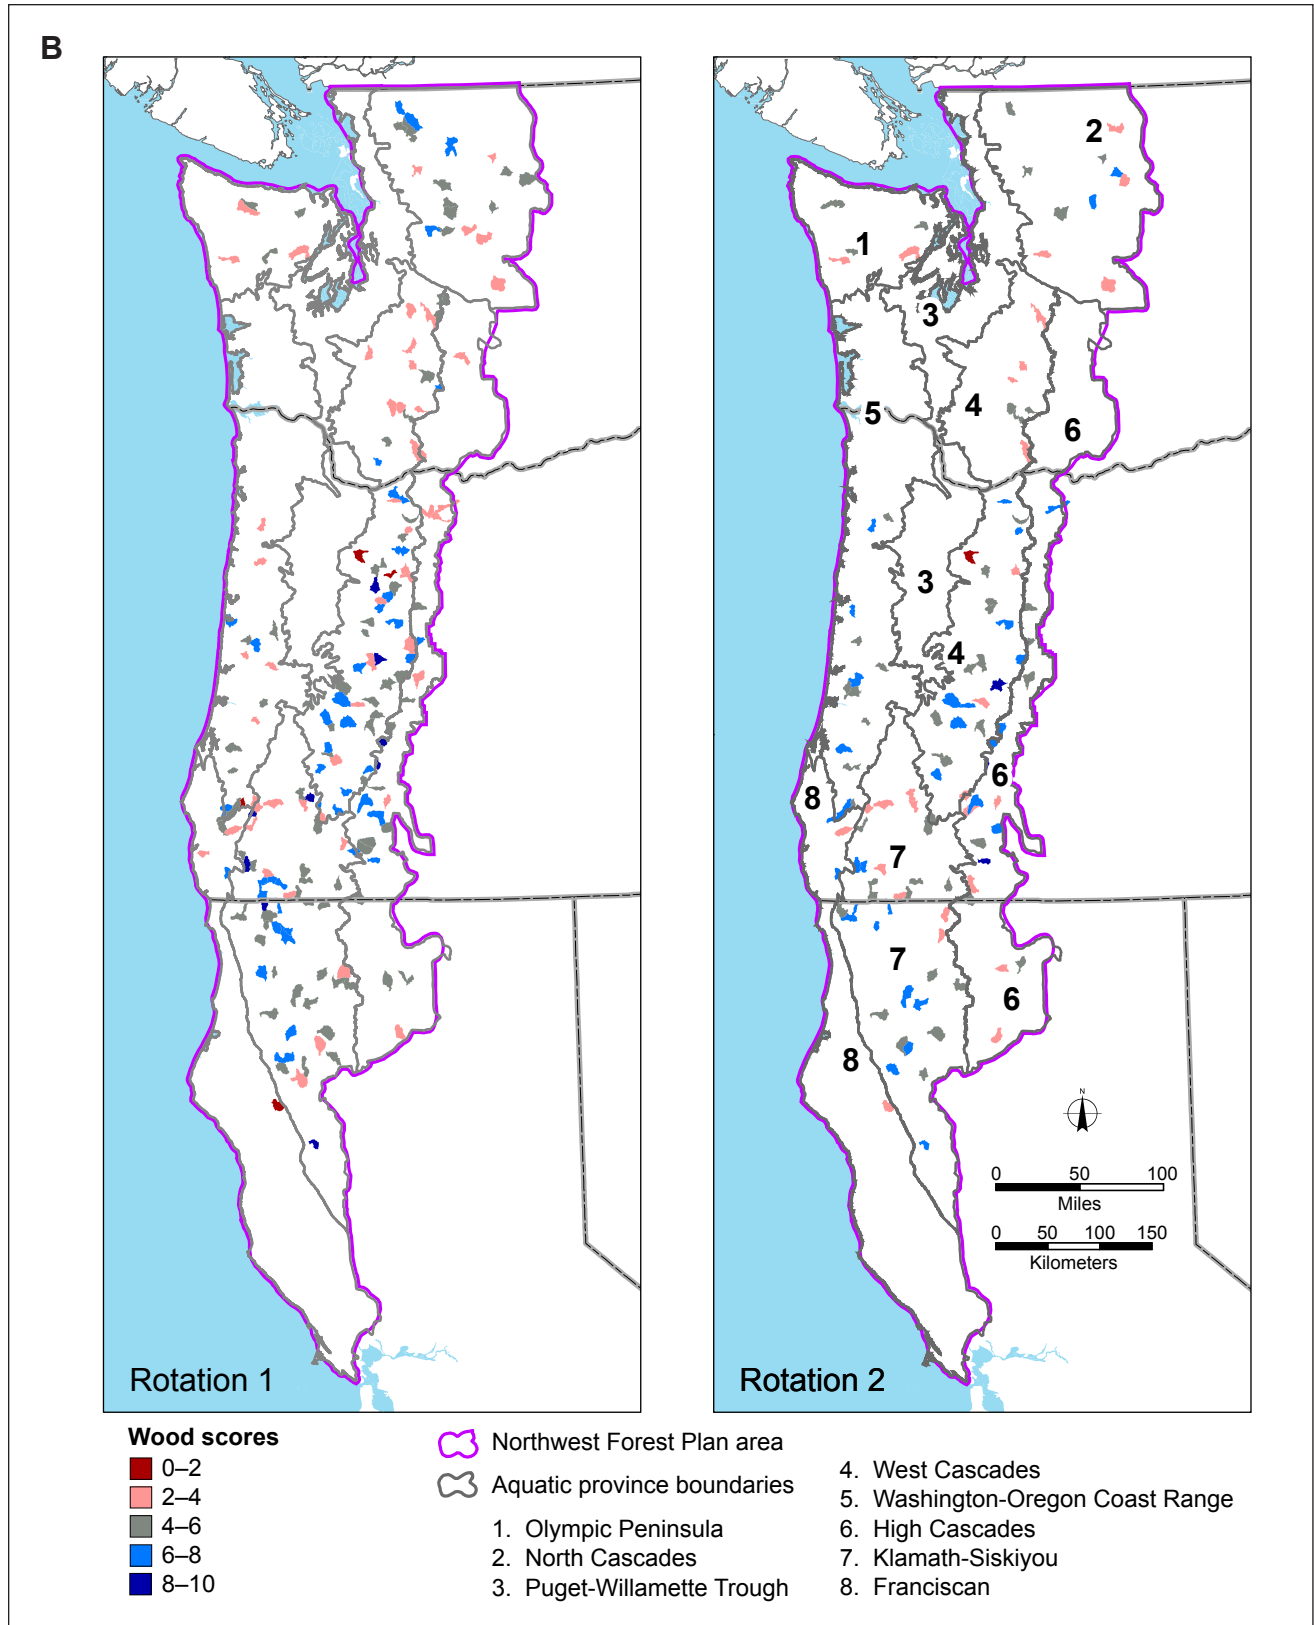 B
2
1
3
4
5
6
3
4
6
8
7
7
6
8
N
0 50 100
Miles
0 50 100 150
Kilometers
Rotation 1
Rotation 2
Wood scores
0–2
2–4
4–6
6–8
8–10
Northwest Forest Plan area
Aquatic province boundaries
1. Olympic Peninsula
2. North Cascades
3. Puget-Willamette Trough
4. West Cascades
5. Washington-Oregon Coast Range
6. High Cascades
7. Klamath-Siskiyou
8. Franciscan